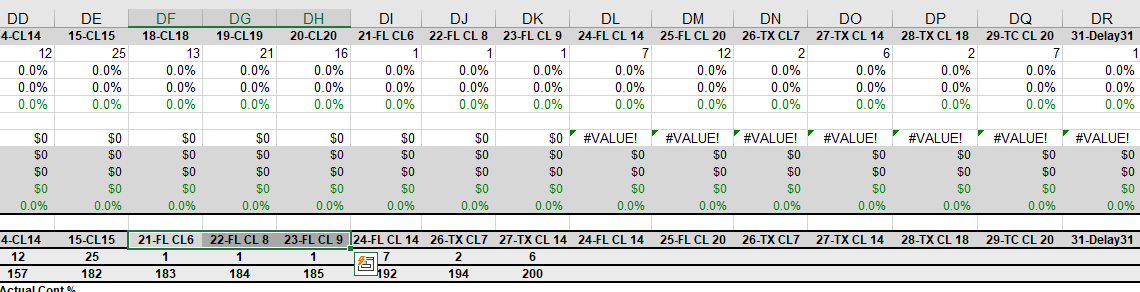 DD DE DF DG DH DI DJ DK DL DM DN DO DP DQ DR
4-CL14 15-CL15 18-CL18 19-CL19 20-CL20 21-FL CL6 22-FL CL 8 23-FL CL 9 24-FL CL 14 25-FL CL 20 26-TX CL7 27-TX CL 14 28-TX CL 18 29-TC CL 20 31-Delay31
12 25 13 21 16 1 1 1 7 12 2 6 2 7 1
0.0% 0.0% 0.0% 0.0% 0.0% 0.0% 0.0% 0.0% 0.0% 0.0% 0.0% 0.0% 0.0% 0.0% 0.0%
0.0% 0.0% 0.0% 0.0% 0.0% 0.0% 0.0% 0.0% 0.0% 0.0% 0.0% 0.0% 0.0% 0.0% 0.0%
0.0% 0.0% 0.0% 0.0% 0.0% 0.0% 0.0% 0.0% 0.0% 0.0% 0.0% 0.0% 0.0% 0.0% 0.0%
$0 $0 $0 $0 $0 $0 $0 $0 #VALUE! #VALUE! #VALUE! #VALUE! #VALUE! #VALUE! #VALUE!
$0 $0 $0 $0 $0 $0 $0 $0 $0 $0 $0 $0 $0 $0 $0
$0 $0 $0 $0 $0 $0 $0 $0 $0 $0 $0 $0 $0 $0 $0
$0 $0 $0 $0 $0 $0 $0 $0 $0 $0 $0 $0 $0 $0 $0
0.0% 0.0% 0.0% 0.0% 0.0% 0.0% 0.0% 0.0% 0.0% 0.0% 0.0% 0.0% 0.0% 0.0% 0.0%
4-CL14 15-CL15 21-FL CL6 22-FL CL 8 23-FL CL 9 24-FL CL 14 26-TX CL7 27-TX CL 14 24-FL CL 14 25-FL CL 20 26-TX CL7 27-TX CL 14 28-TX CL 18 29-TC CL 20 31-Delay31
12 25 1 1 1 7 2 6
157 182 183 184 185 192 194 200
Actual Cont %